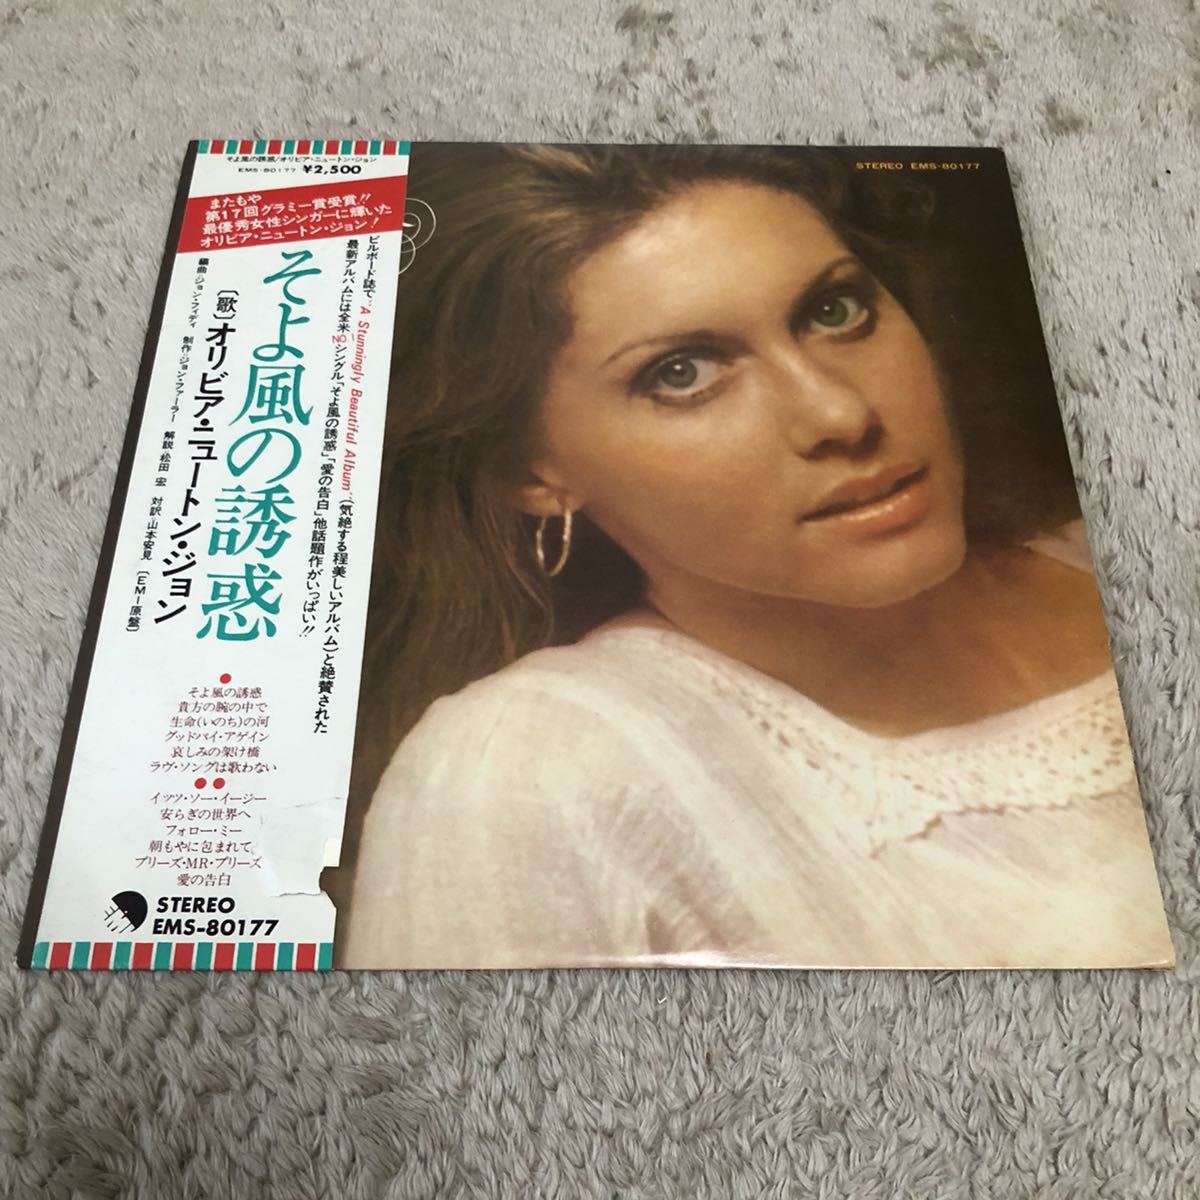 そよ風の誘惑/オリビア・ニュートン・ジョン
EMS-80177 ¥2,500
またもや
第17回グラミー賞受賞!!
最優秀女性シンガーに輝いた
オリビア・ニュートン・ジョン!
ビルボード誌で“A Stunningly Beautiful Album”(気絶する程美しいアルバム)と絶賛された
最新アルバムには全米NO.1シングル「そよ風の誘惑」「愛の告白」他話題作がいっぱい!!
そよ風の誘惑
〔歌〕オリビア・ニュートン・ジョン
編曲:ジョン・フィディ 制作:ジョン・ファーラー 解説:松田 宏 対訳:山本安見 〔EMI原盤〕
●
そよ風の誘惑
貴方の腕の中で
生命(いのち)の河
グッドバイ・アゲイン
哀しみの架け橋
ラヴ・ソングは歌わない
●●
イッツ・ソー・イージー
安らぎの世界へ
フォロー・ミー
朝もやに包まれて
プリーズ・MR・プリーズ
愛の告白
STEREO
EMS-80177
STEREO EMS-80177